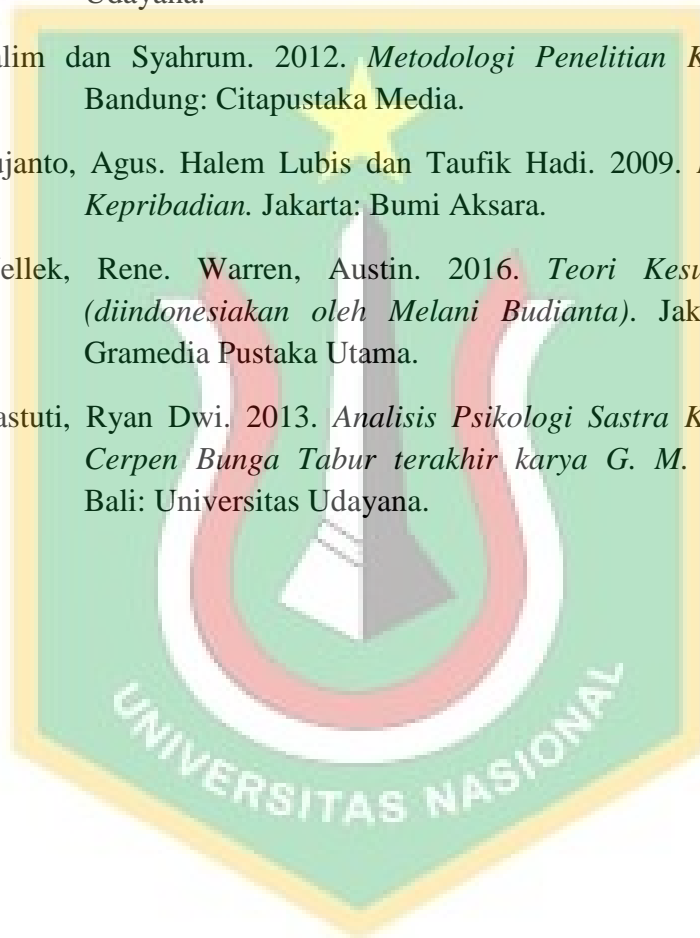 Udayana.
alim dan Syahrum. 2012. Metodologi Penelitian K
Bandung: Citapustaka Media.
ujanto, Agus. Halem Lubis dan Taufik Hadi. 2009.
Kepribadian. Jakarta: Bumi Aksara.
ellek, Rene. Warren, Austin. 2016. Teori Kesu
(diindonesiakan oleh Melani Budianta). Jak
Gramedia Pustaka Utama.
astuti, Ryan Dwi. 2013. Analisis Psikologi Sastra K
Cerpen Bunga Tabur terakhir karya G. M.
Bali: Universitas Udayana.
UNIVERSITAS NASIONAL